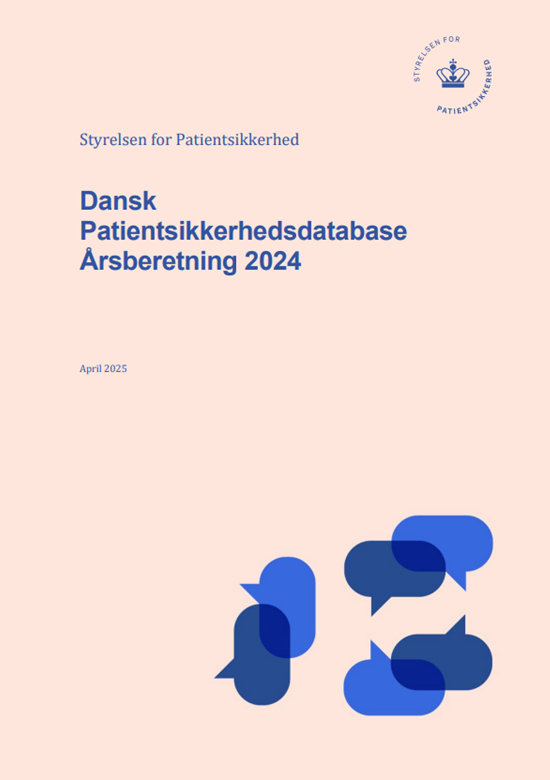 STYRELSEN FOR
PATIENTSIKKERHED
Styrelsen for Patientsikkerhed
Dansk
Patientsikkerhedsdatabase
Årsberetning 2024
April 2025